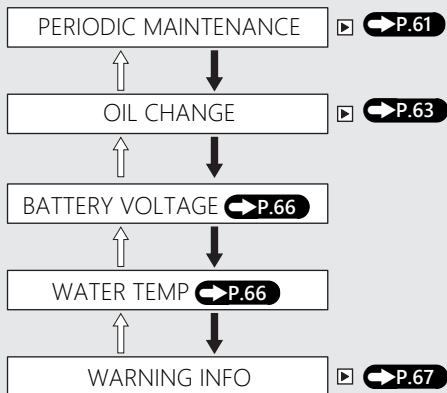 PERIODIC MAINTENANCE P.61
OIL CHANGE P.63
BATTERY VOLTAGE P.66
WATER TEMP P.66
WARNING INFO P.67